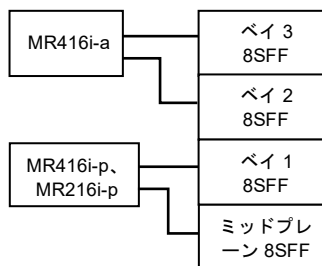 MR416i-a
ベイ 3
8SFF
ベイ 2
8SFF
MR416i-p、
MR216i-p
ベイ 1
8SFF
ミッドプレ
ーン 8SFF